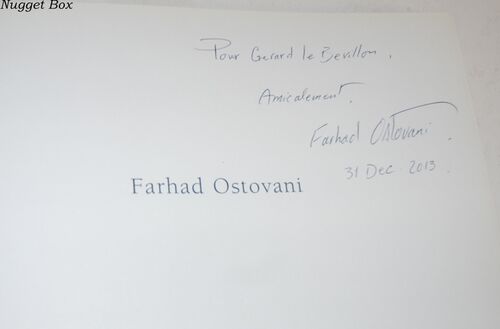 Nugget Box
Pour Gerard le Bevillon.
Amicalement.
Farhad Ostovani.
31 Dec. 2013.
Farhad Ostovani